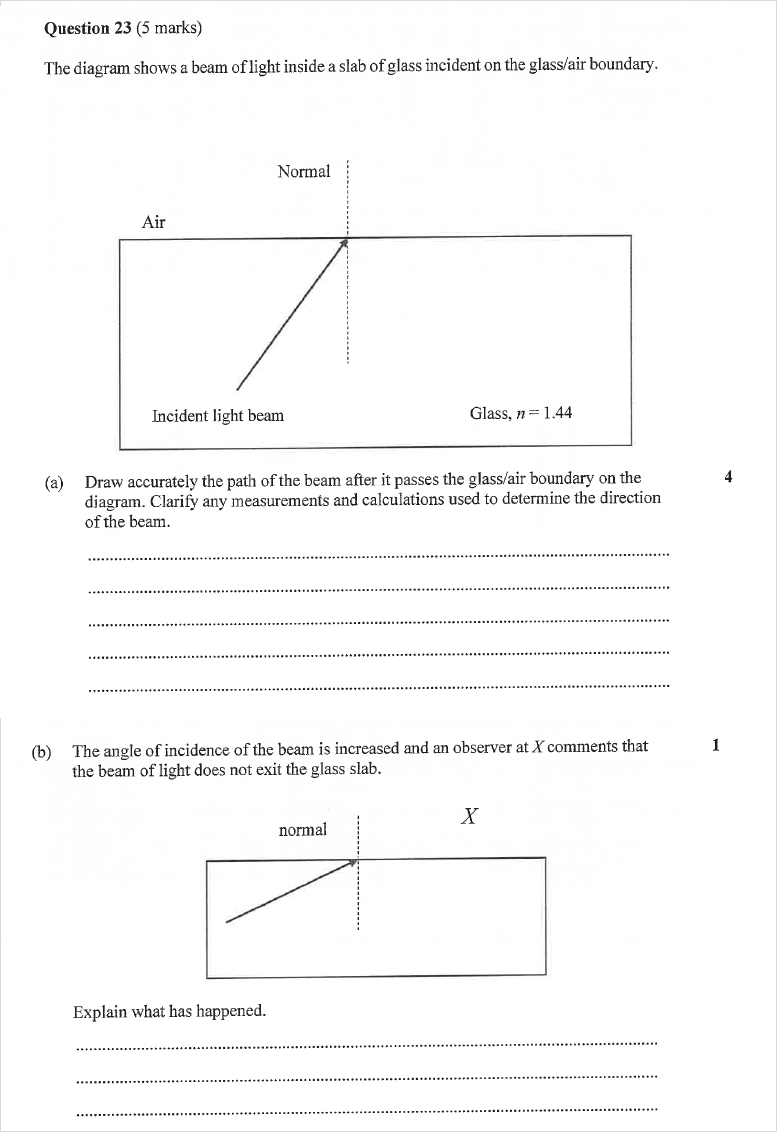 Question 23 (5 marks)
The diagram shows a beam of light inside a slab of glass incident on the glass/air boundary.
Normal
Air
Incident light beam
Glass, n = 1.44
(a) Draw accurately the path of the beam after it passes the glass/air boundary on the 4
diagram. Clarify any measurements and calculations used to determine the direction
of the beam.
(b) The angle of incidence of the beam is increased and an observer at X comments that 1
the beam of light does not exit the glass slab.
X
normal
Explain what has happened.